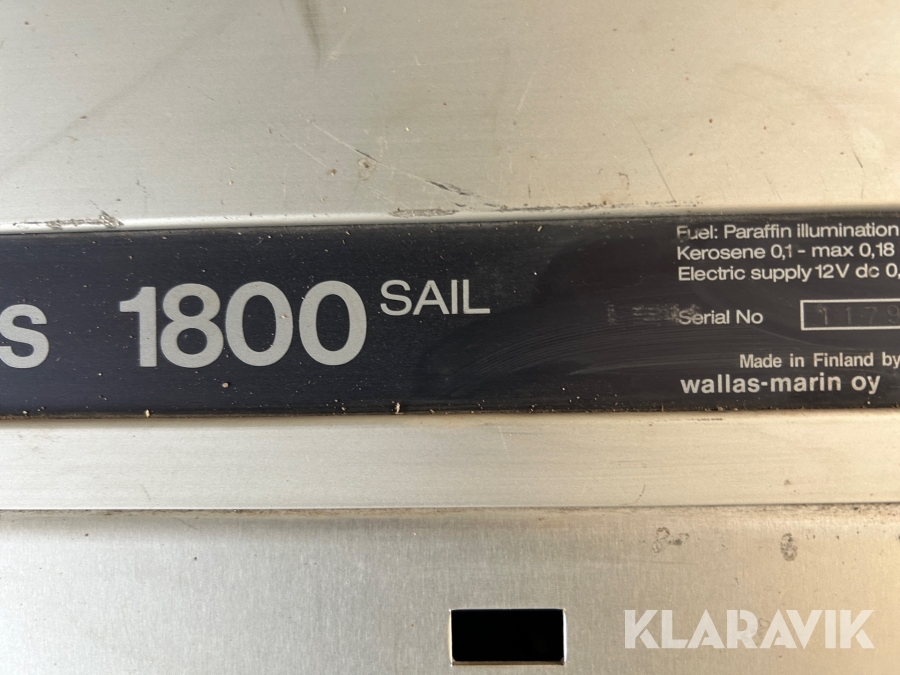 s 1800 SAIL
Fuel: Paraffin illumination
Kerosene 0,1 - max 0,18
Electric supply 12V dc 0,
Serial No 1179
Made in Finland by
wallas-marin oy
KLARAVIK